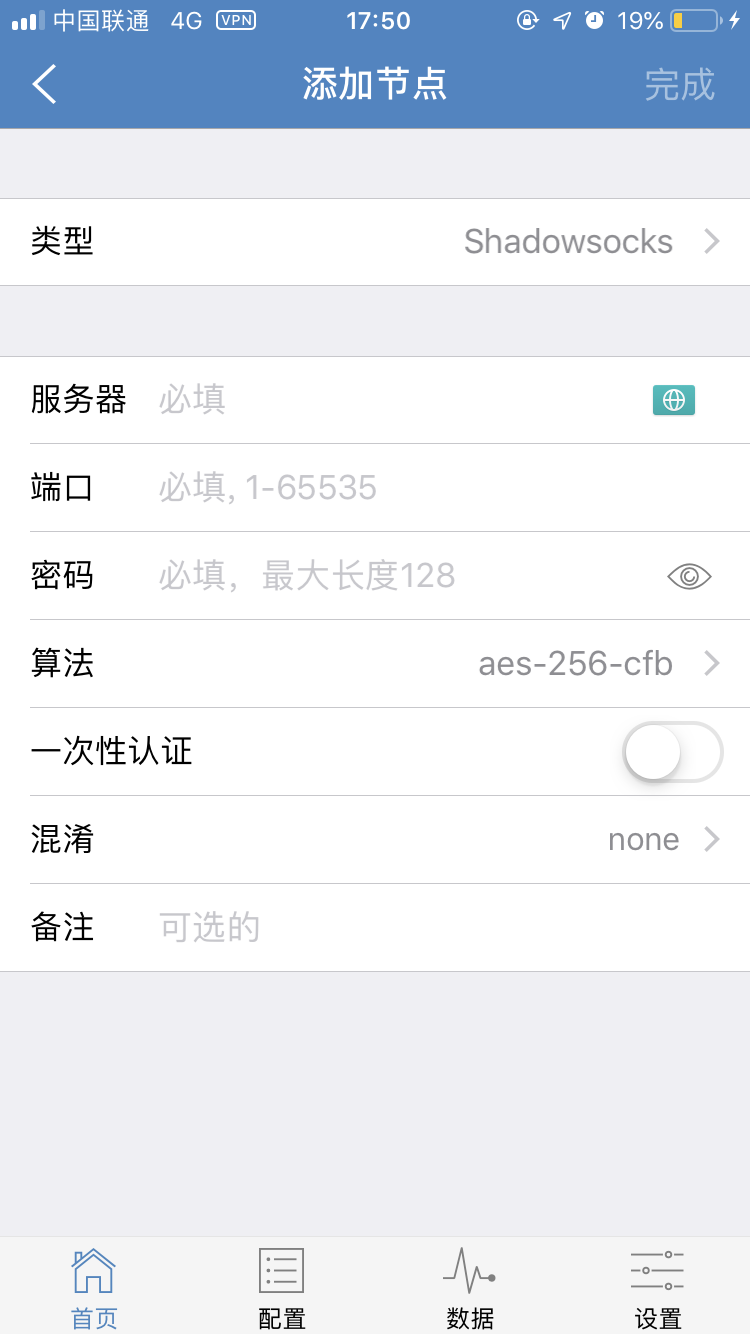 中国联通 4G VPN 17:50 19%
添加节点 完成
类型 Shadowsocks
服务器 必填
端口 必填, 1-65535
密码 必填，最大长度128
算法 aes-256-cfb
一次性认证
混淆 none
备注 可选的
首页 配置 数据 设置